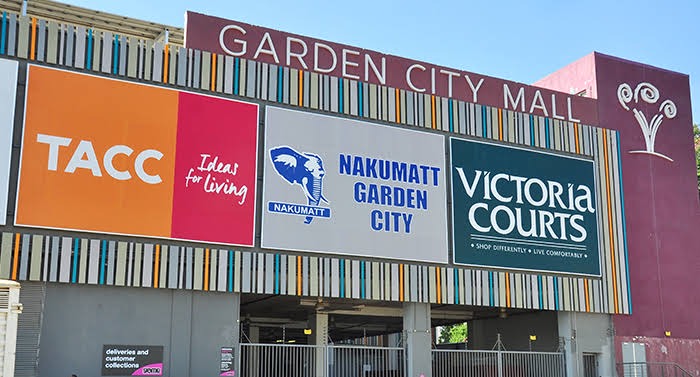 GARDEN CITY MALL
TACC
Ideas
for living
NAKUMATT
NAKUMATT
GARDEN
CITY
VICTORIA
COURTS
• SHOP DIFFERENTLY • LIVE COMFORTABLY •
deliveries and
customer
collections